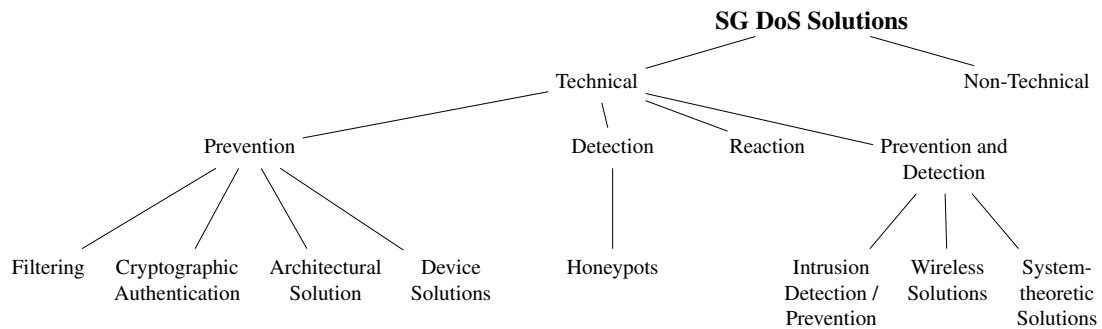 SG DoS Solutions
Technical
Non-Technical
Prevention
Detection
Reaction
Prevention and
Detection
Filtering
Cryptographic
Authentication
Architectural
Solution
Device
Solutions
Honeypots
Intrusion
Detection /
Prevention
Wireless
Solutions
System-
theoretic
Solutions